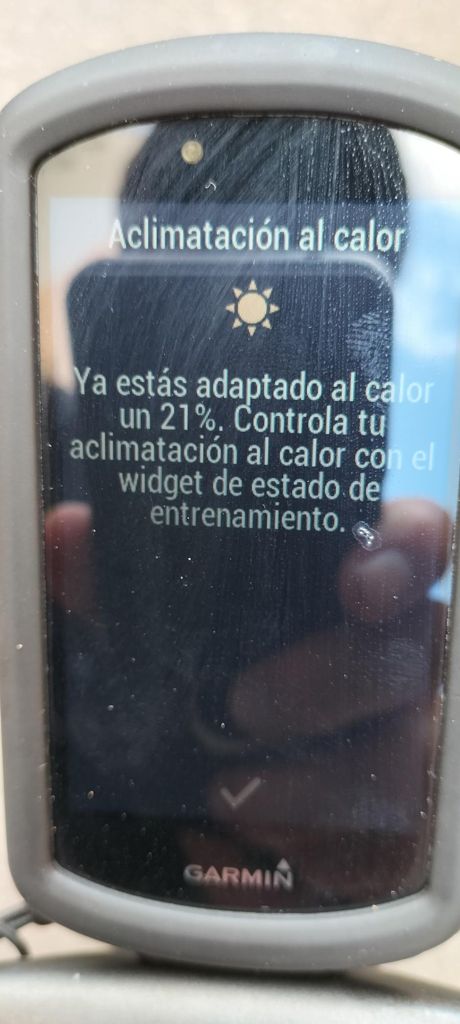 Aclimatación al calor
Ya estás adaptado al calor
un 21%. Controla tu
aclimatación al calor con el
widget de estado de
entrenamiento.
GARMIN